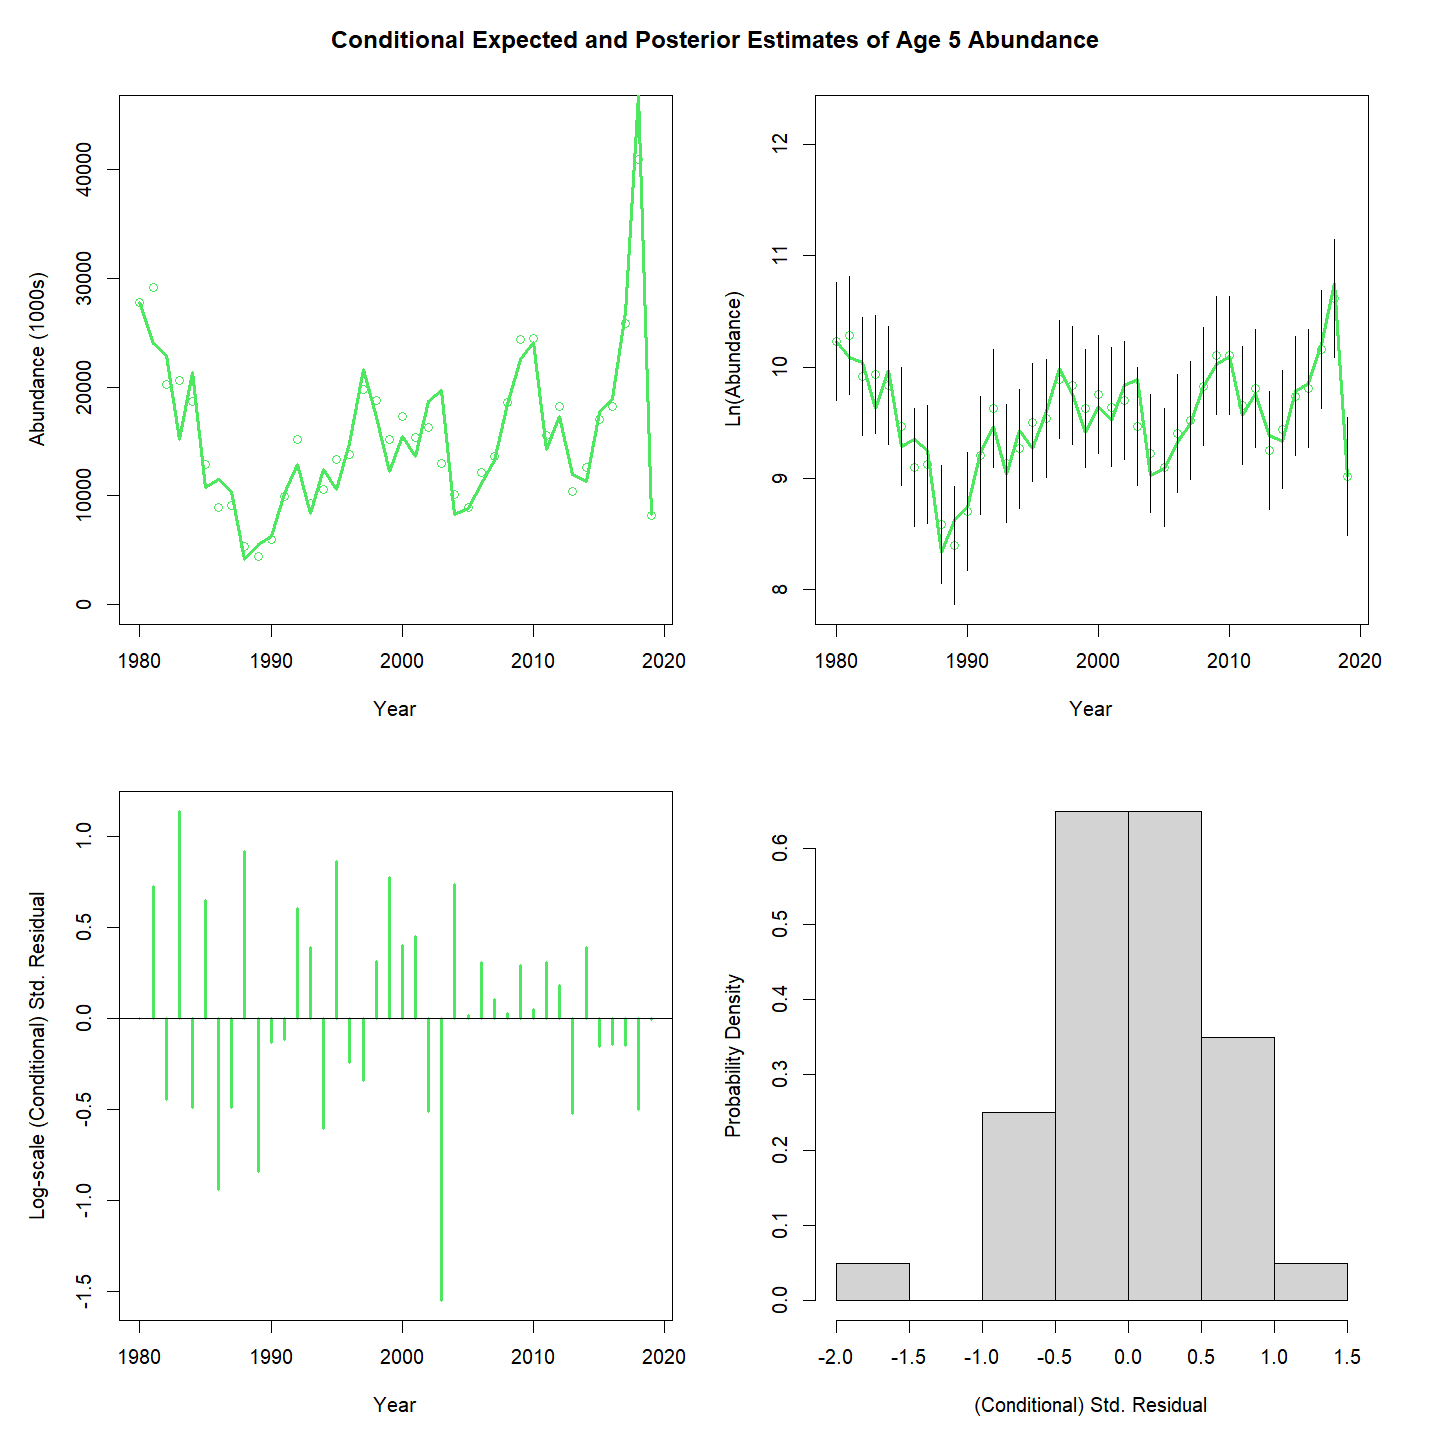 Conditional Expected and Posterior Estimates of Age 5 Abundance
Abundance (1000s)
0 10000 20000 30000 40000
1980 1990 2000 2010 2020
Year
Ln(Abundance)
8 9 10 11 12
1980 1990 2000 2010 2020
Year
Log-scale (Conditional) Std. Residual
-1.5 -1.0 -0.5 0.0 0.5 1.0
1980 1990 2000 2010 2020
Year
Probability Density
0.0 0.1 0.2 0.3 0.4 0.5 0.6
-2.0 -1.5 -1.0 -0.5 0.0 0.5 1.0 1.5
(Conditional) Std. Residual